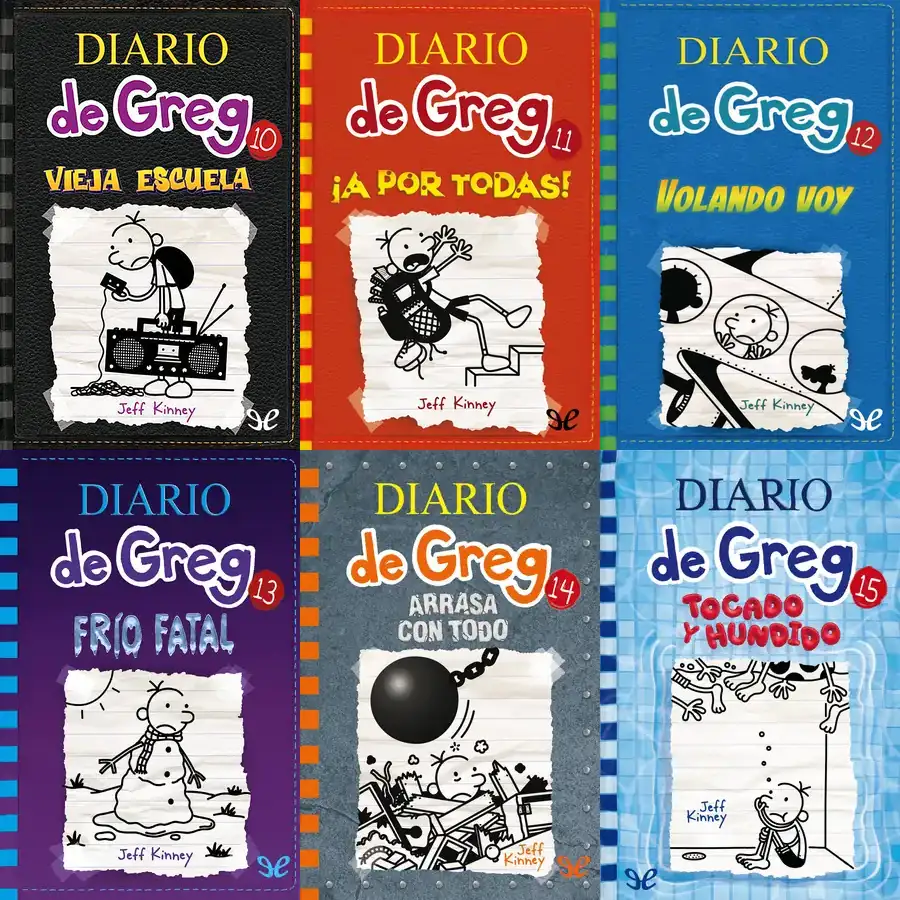 DIARIO
de Greg
10
VIEJA ESCUELA
Jeff Kinney
DIARIO
de Greg
11
¡A POR TODAS!
Jeff Kinney
DIARIO
de Greg
12
VOLANDO VOY
Jeff Kinney
DIARIO
de Greg
13
FRÍO FATAL
Jeff Kinney
DIARIO
de Greg
14
ARRASA
CON TODO
Jeff
Kinney
DIARIO
de Greg
15
TOCADO
Y HUNDIDO
Jeff
Kinney